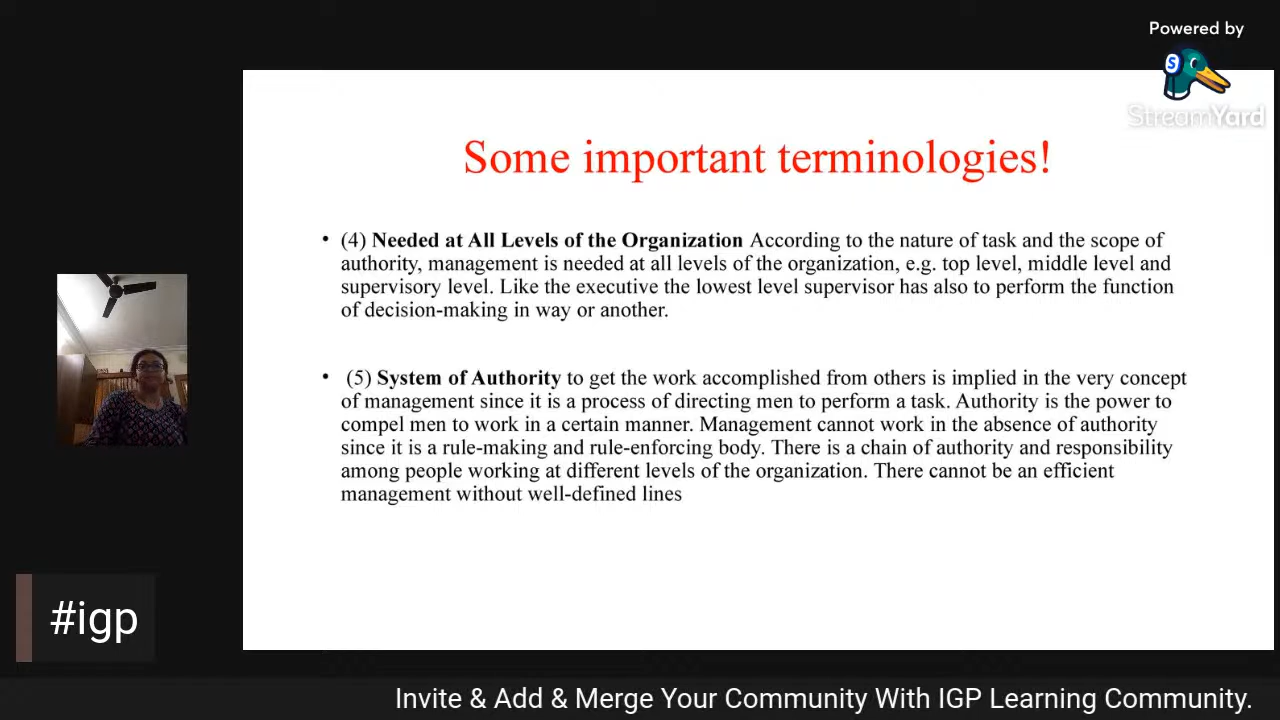 Powered by
StreamYard
Some important terminologies!
• (4) Needed at All Levels of the Organization According to the nature of task and the scope of
authority, management is needed at all levels of the organization, e.g. top level, middle level and
supervisory level. Like the executive the lowest level supervisor has also to perform the function
of decision-making in way or another.
• (5) System of Authority to get the work accomplished from others is implied in the very concept
of management since it is a process of directing men to perform a task. Authority is the power to
compel men to work in a certain manner. Management cannot work in the absence of authority
since it is a rule-making and rule-enforcing body. There is a chain of authority and responsibility
among people working at different levels of the organization. There cannot be an efficient
management without well-defined lines
#igp
Invite & Add & Merge Your Community With IGP Learning Community.